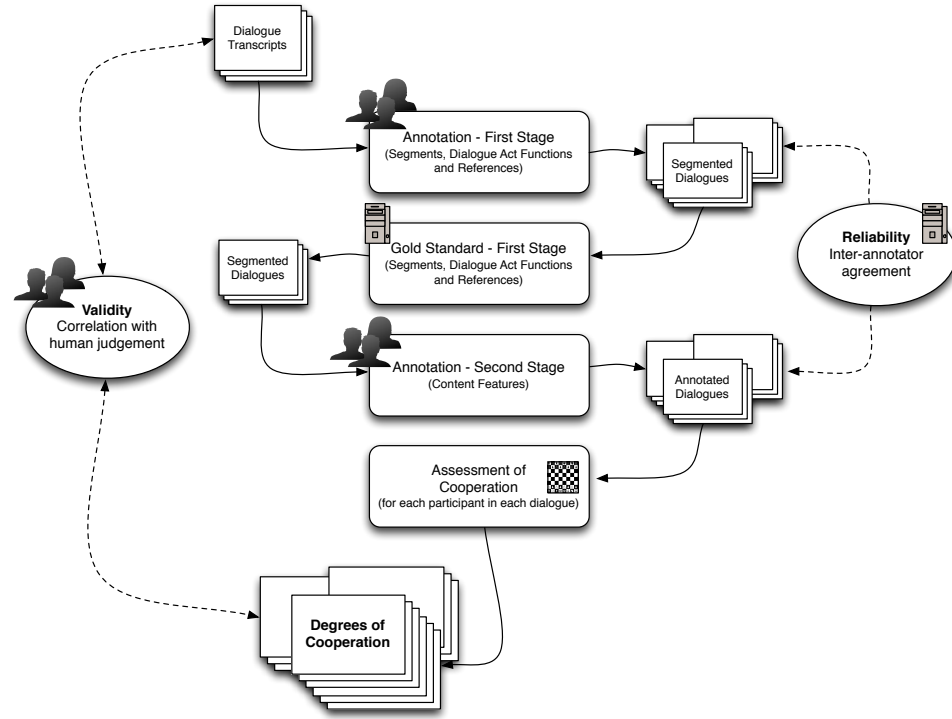 Dialogue
Transcripts
Annotation - First Stage
(Segments, Dialogue Act Functions
and References)
Segmented
Dialogues
Gold Standard - First Stage
(Segments, Dialogue Act Functions
and References)
Segmented
Dialogues
Reliability
Inter-annotator
agreement
Validity
Correlation with
human judgement
Annotation - Second Stage
(Content Features)
Annotated
Dialogues
Assessment of
Cooperation
(for each participant in each dialogue)
Degrees of
Cooperation